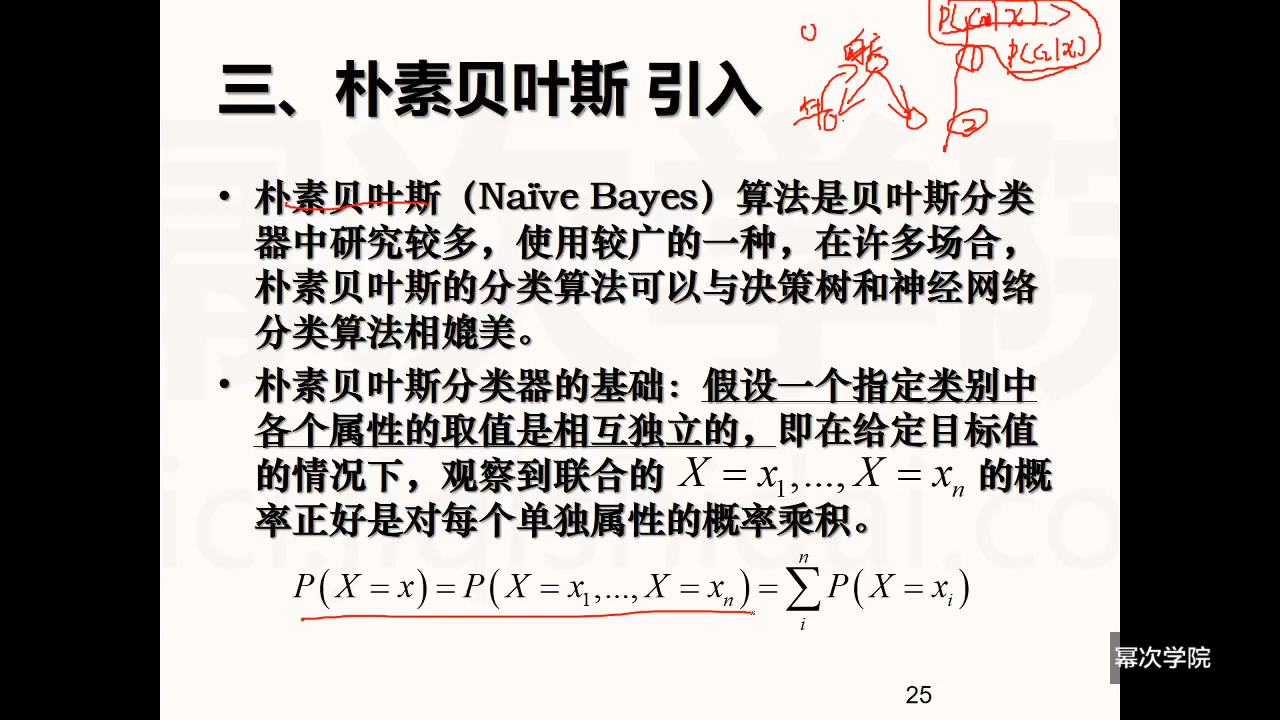 P(C₁|x) >
P(C₂|x)
三、朴素贝叶斯 引入
• 朴素贝叶斯（Naïve Bayes）算法是贝叶斯分类
器中研究较多，使用较广的一种，在许多场合，
朴素贝叶斯的分类算法可以与决策树和神经网络
分类算法相媲美。
• 朴素贝叶斯分类器的基础：假设一个指定类别中
各个属性的取值是相互独立的，即在给定目标值
的情况下，观察到联合的 X = x₁,..., X = xₙ 的概
率正好是对每个单独属性的概率乘积。
P(X = x) = P(X = x₁,..., X = xₙ) = ∑ᵢⁿ P(X = xᵢ)
幂次学院
25